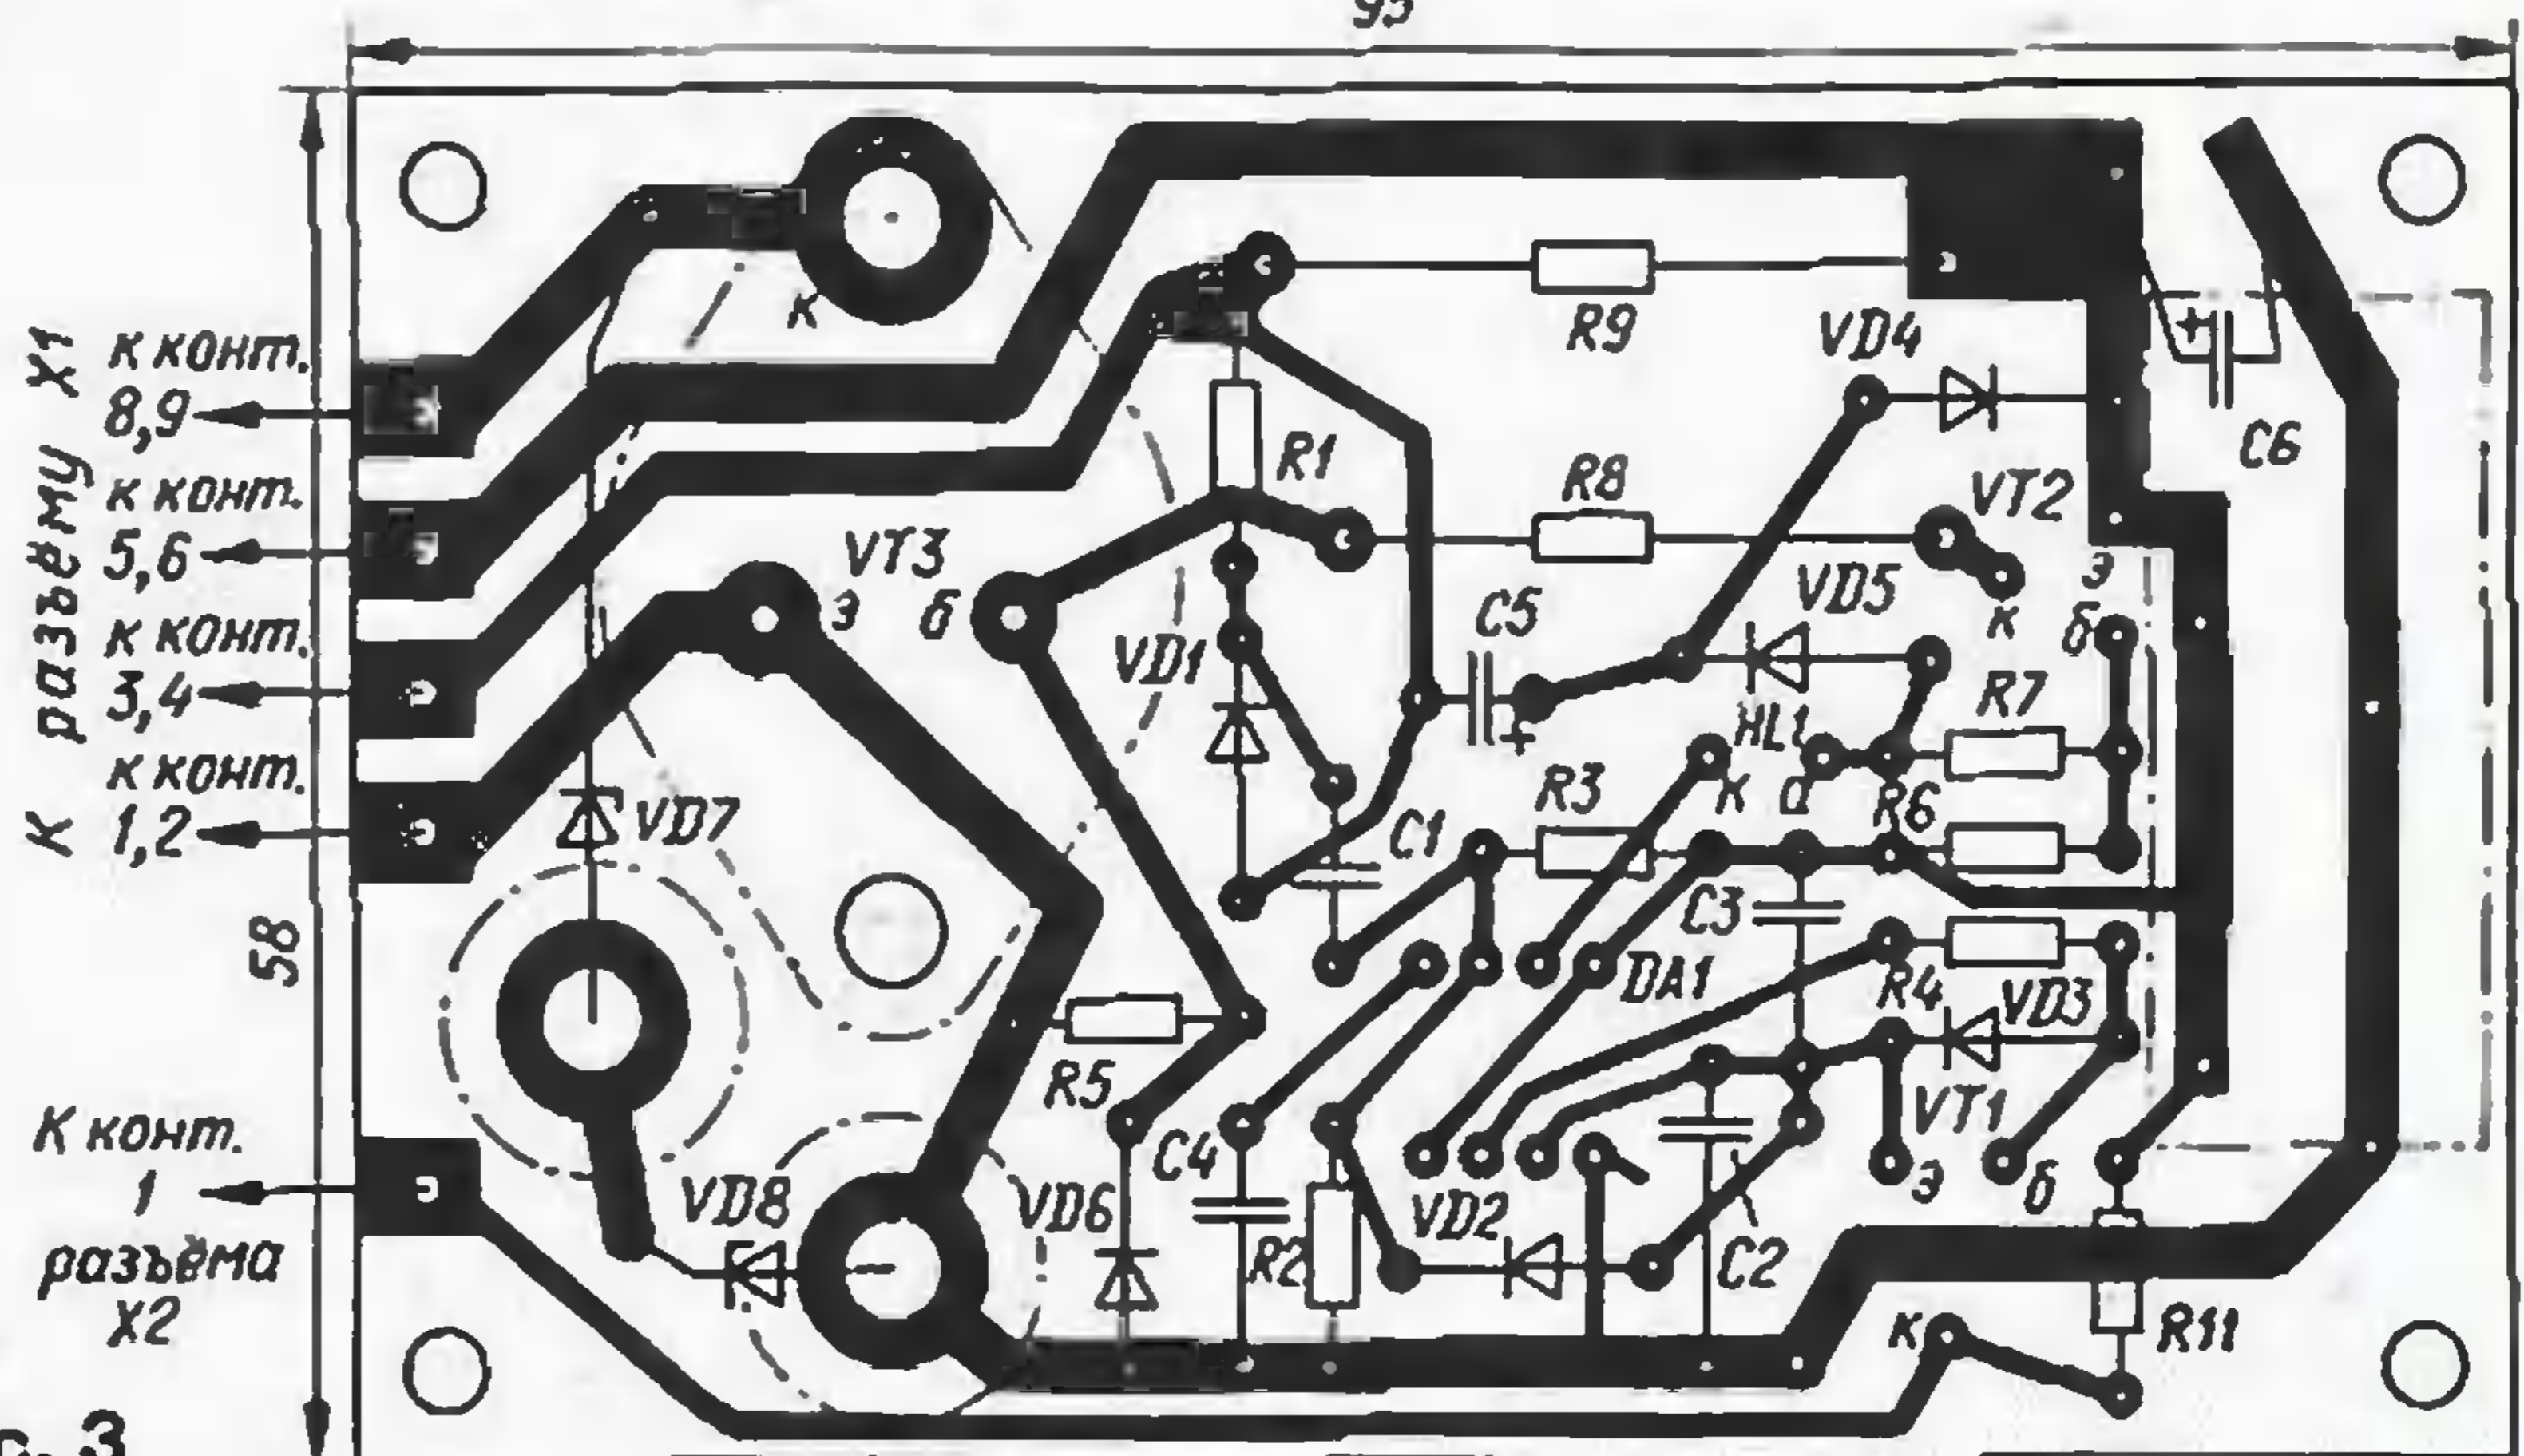 95
К разъёму X1
к конт.
8,9
к конт.
5,6
к конт.
3,4
к конт.
1,2
58
К конт.
1
разъёма
X2
с. 3
к
R9
VD4
C6
R1
R8
VT2
VT3
э
б
э
к
б
VD5
C5
VD1
R7
HL1
к
а
R3
R6
VD7
C1
C3
DA1
R4
VD3
R5
VT1
C4
э
б
VD8
VD6
VD2
R2
C2
к
R11